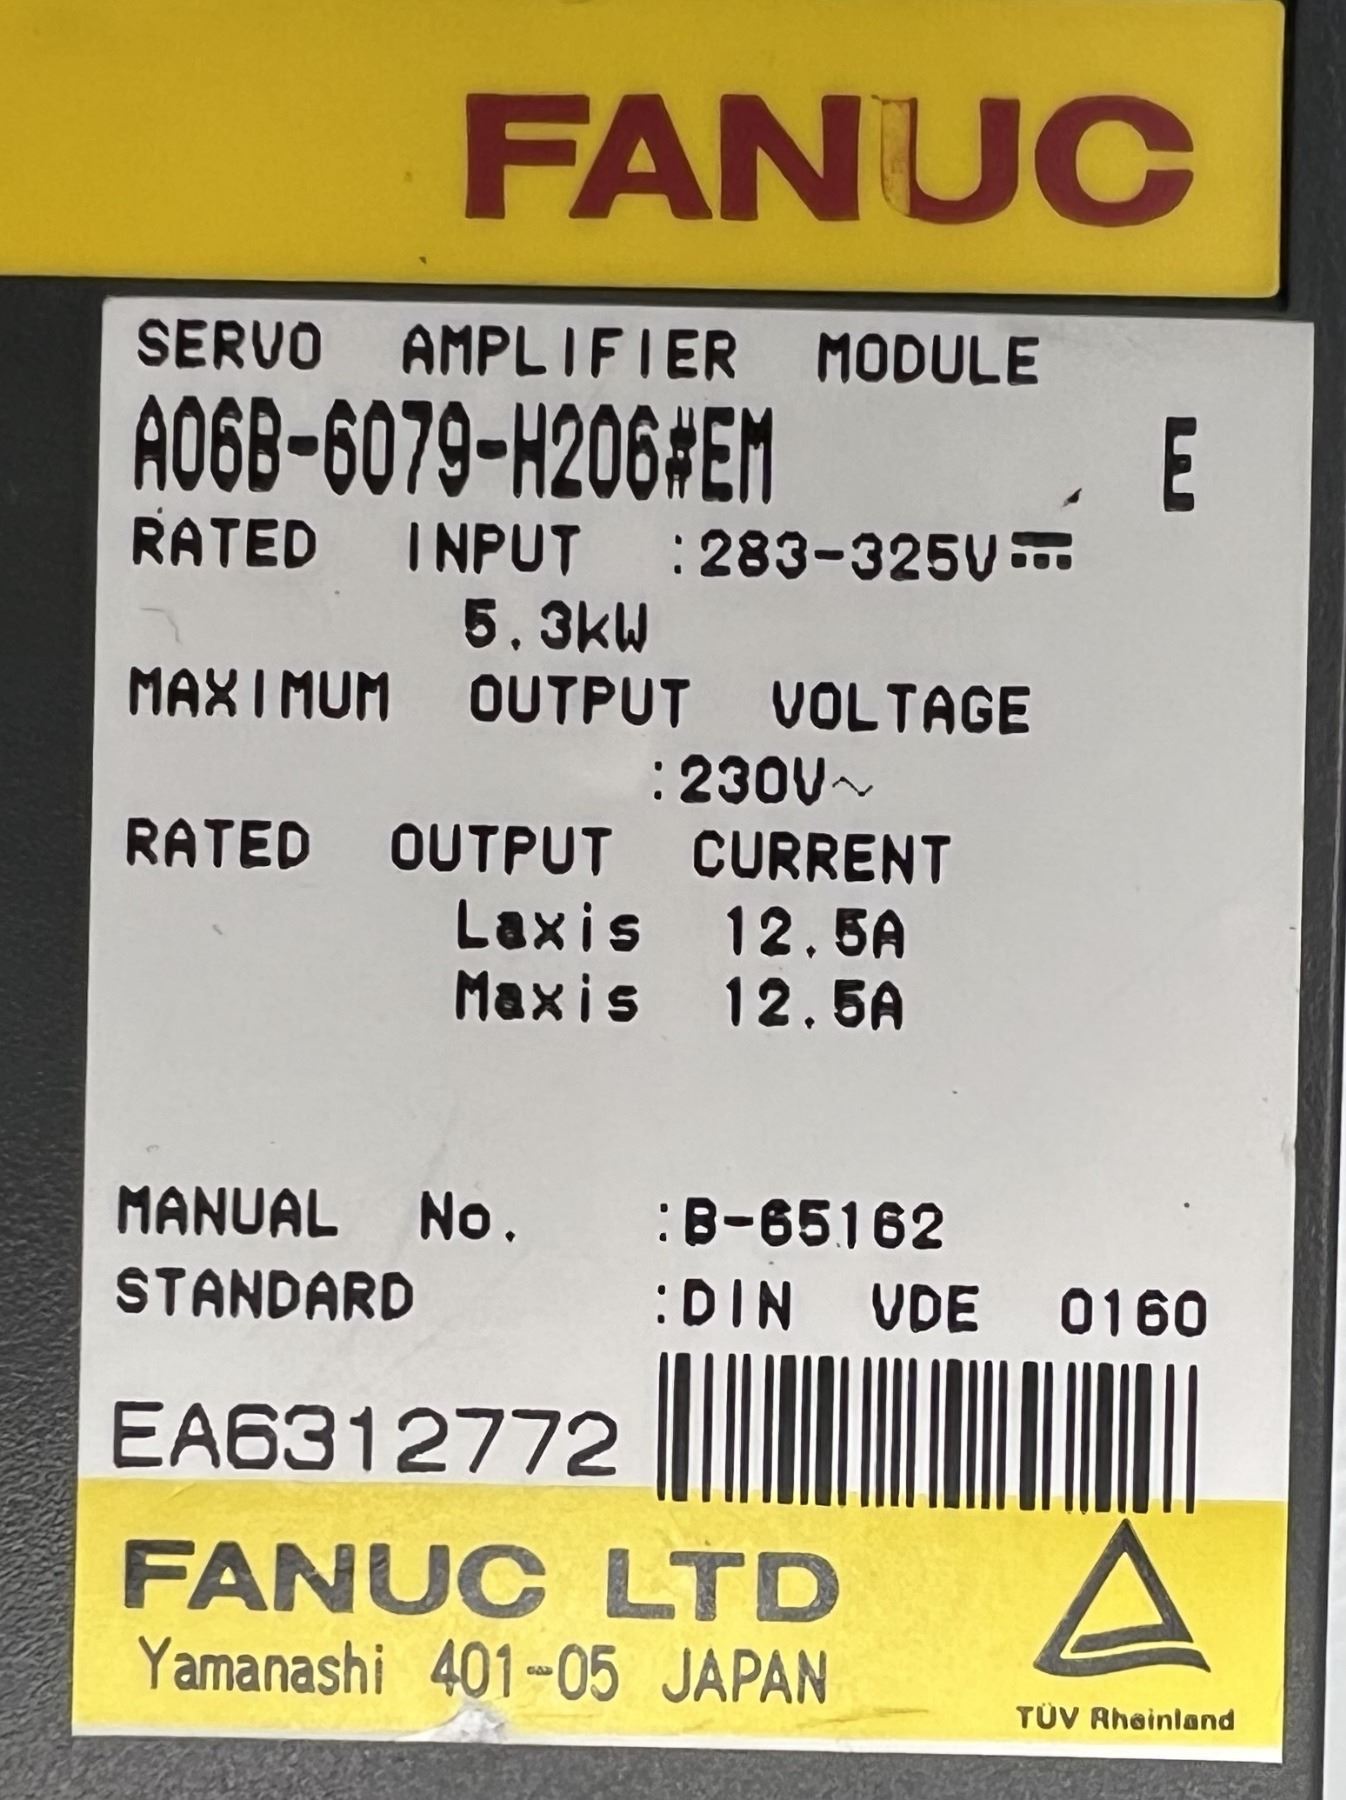 FANUC
SERVO AMPLIFIER MODULE
A06B-6079-H206#EM E
RATED INPUT :283-325V⎓
5.3kW
MAXIMUM OUTPUT VOLTAGE
:230V~
RATED OUTPUT CURRENT
Laxis 12.5A
Maxis 12.5A
MANUAL No. :B-65162
STANDARD :DIN VDE 0160
EA6312772
FANUC LTD
Yamanashi 401-05 JAPAN
TÜV Rheinland